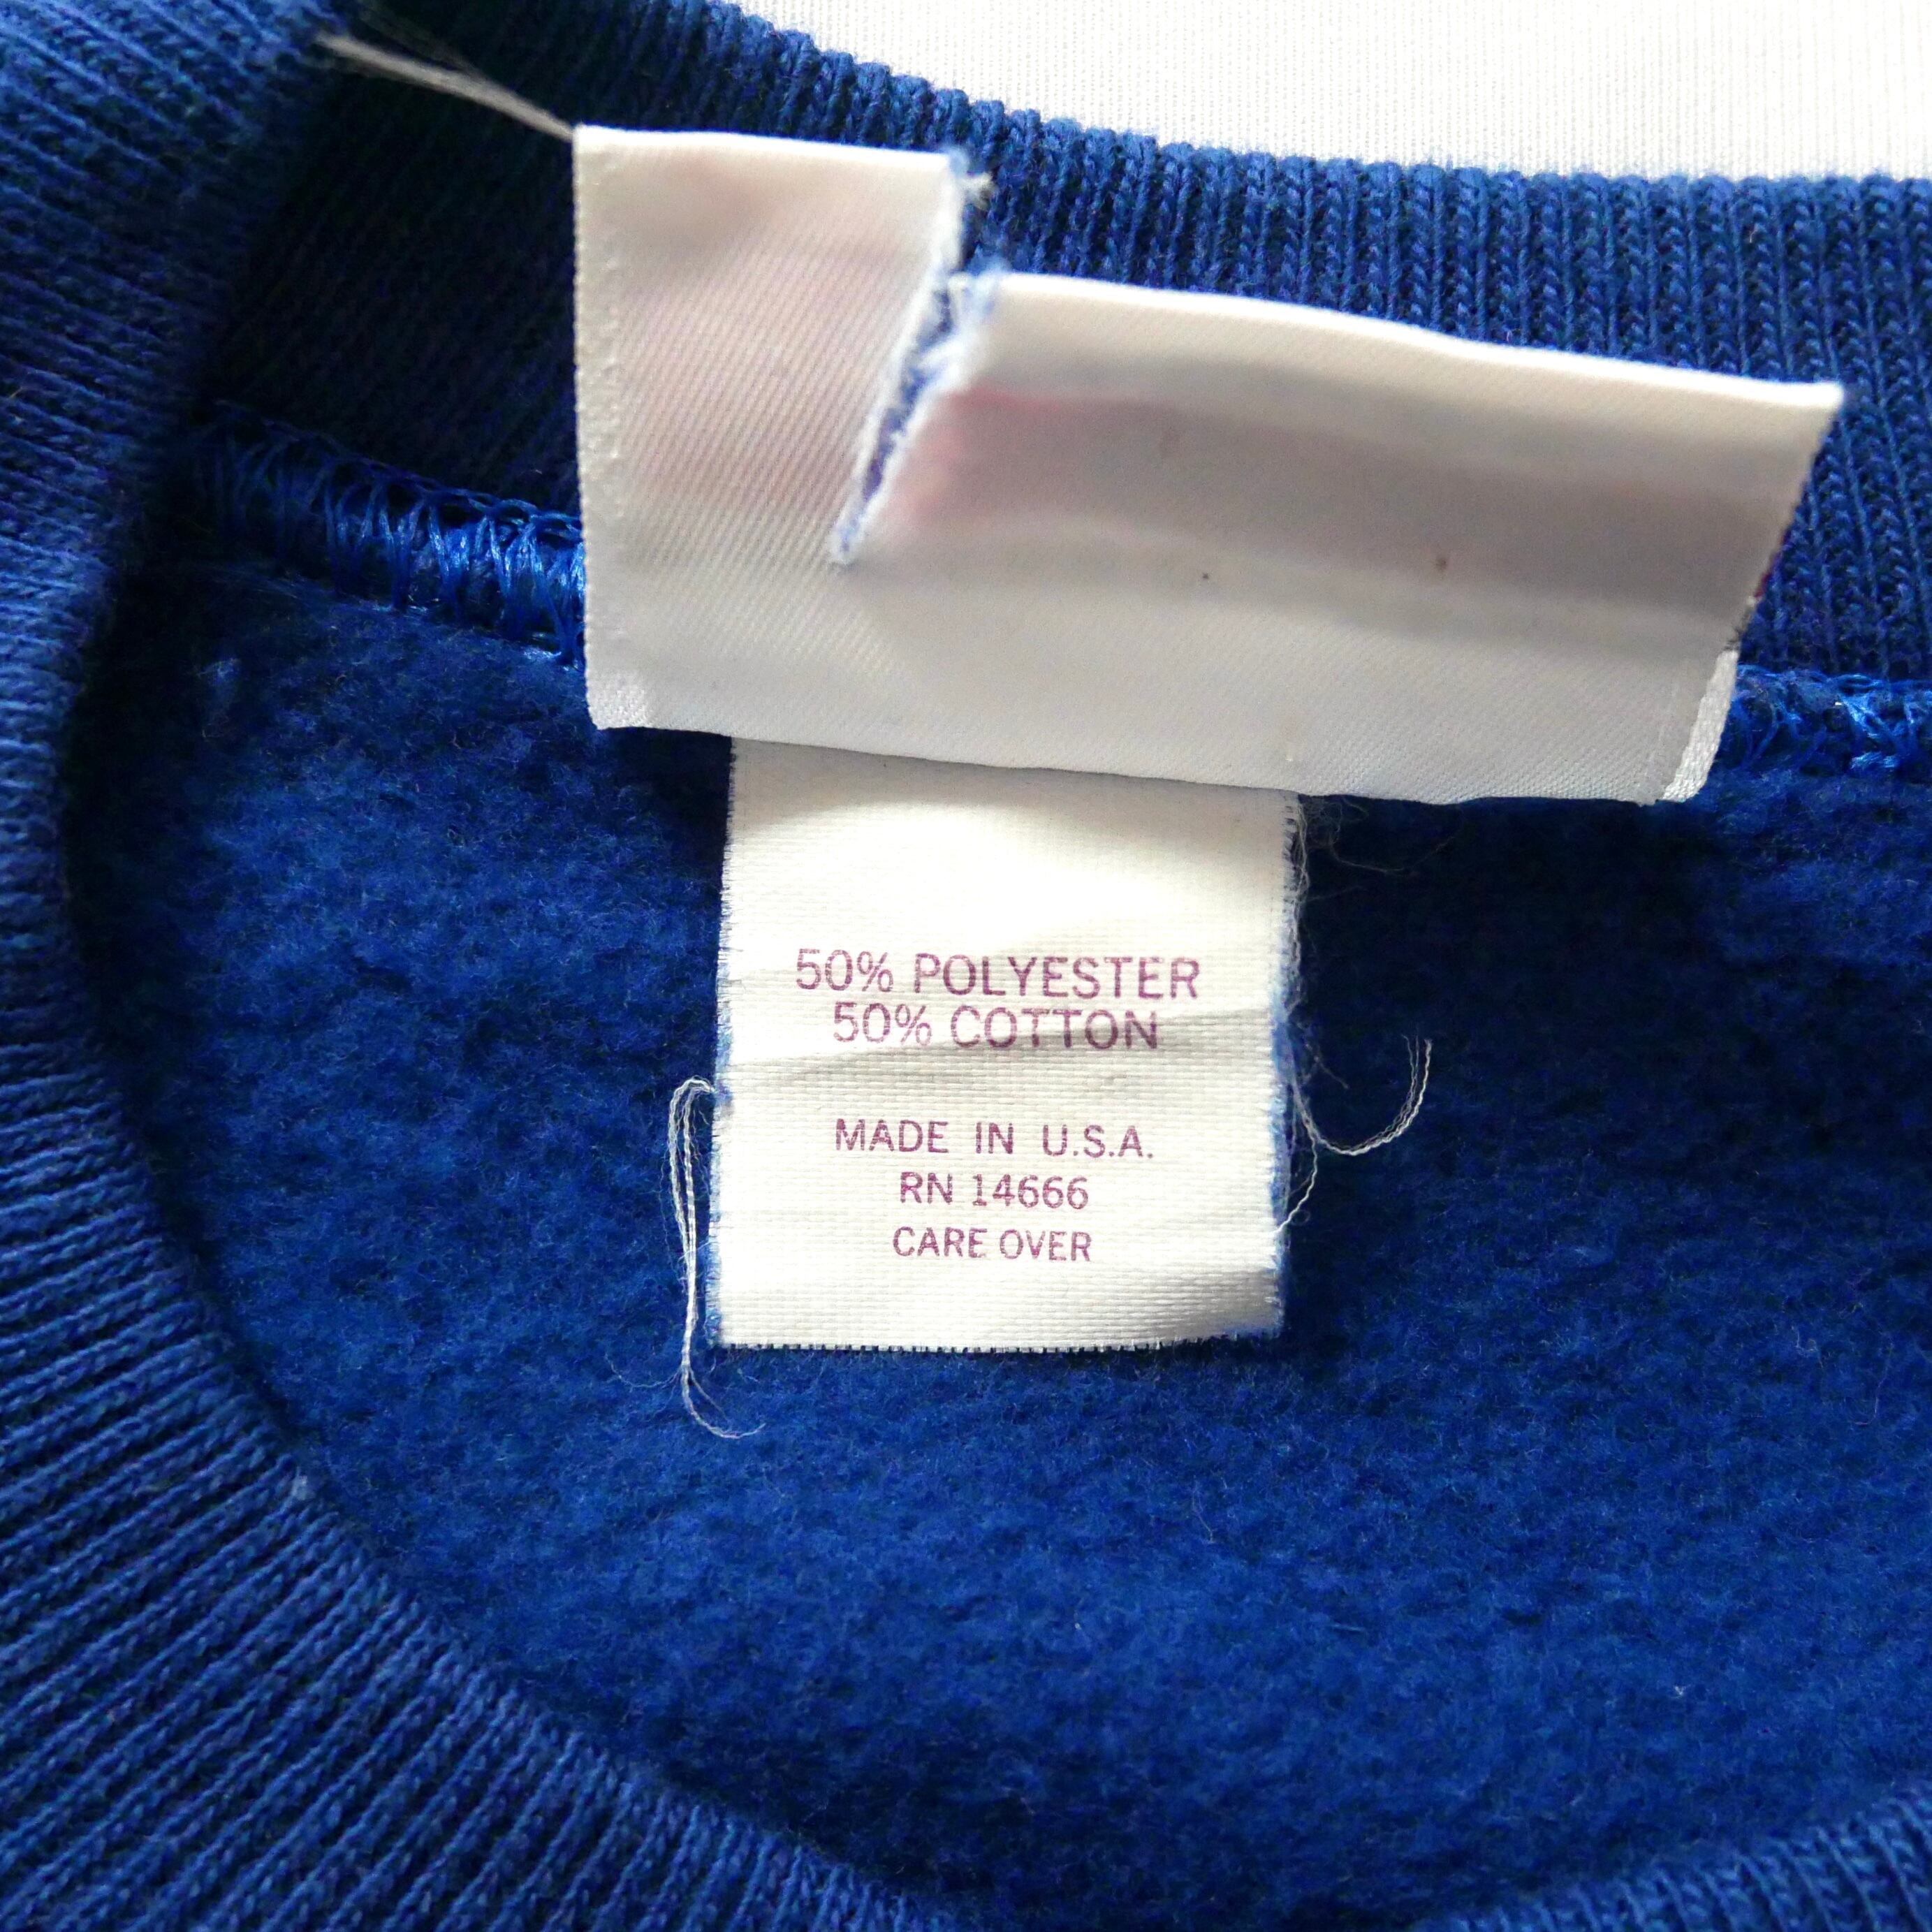 50% POLYESTER
50% COTTON
MADE IN U.S.A.
RN 14666
CARE OVER